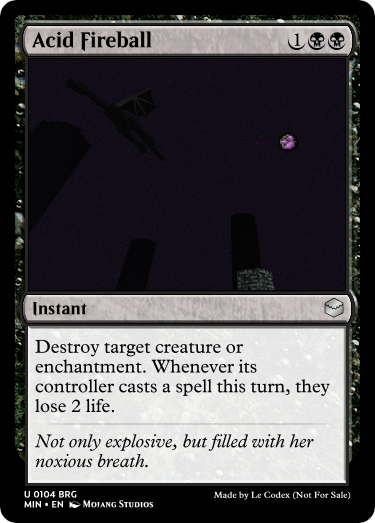 Acid Fireball 1
Instant
Destroy target creature or
enchantment. Whenever its
controller casts a spell this turn, they
lose 2 life.
Not only explosive, but filled with her
noxious breath.
U 0104 BRG
MIN • EN Mojang Studios
Made by Le Codex (Not For Sale)